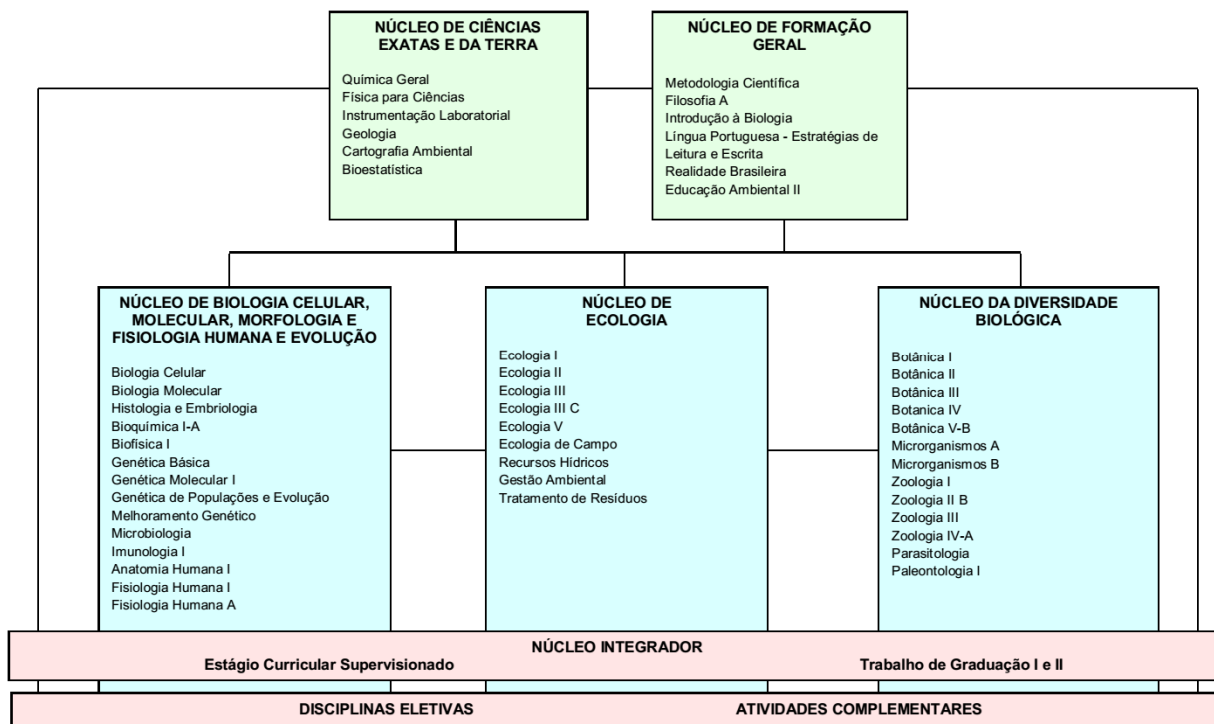 NÚCLEO DE CIÊNCIAS
EXATAS E DA TERRA
Química Geral
Física para Ciências
Instrumentação Laboratorial
Geologia
Cartografia Ambiental
Bioestatística
NÚCLEO DE FORMAÇÃO
GERAL
Metodologia Científica
Filosofia A
Introdução à Biologia
Língua Portuguesa - Estratégias de
Leitura e Escrita
Realidade Brasileira
Educação Ambiental II
NÚCLEO DE BIOLOGIA CELULAR,
MOLECULAR, MORFOLOGIA E
FISIOLOGIA HUMANA E EVOLUÇÃO
Biologia Celular
Biologia Molecular
Histologia e Embriologia
Bioquímica I-A
Biofísica I
Genética Básica
Genética Molecular I
Genética de Populações e Evolução
Melhoramento Genético
Microbiologia
Imunologia I
Anatomia Humana I
Fisiologia Humana I
Fisiologia Humana A
NÚCLEO DE
ECOLOGIA
Ecologia I
Ecologia II
Ecologia III
Ecologia III C
Ecologia V
Ecologia de Campo
Recursos Hídricos
Gestão Ambiental
Tratamento de Resíduos
NÚCLEO DA DIVERSIDADE
BIOLÓGICA
Botânica I
Botânica II
Botânica III
Botanica IV
Botânica V-B
Microrganismos A
Microrganismos B
Zoologia I
Zoologia II B
Zoologia III
Zoologia IV-A
Parasitologia
Paleontologia I
NÚCLEO INTEGRADOR
Estágio Curricular Supervisionado Trabalho de Graduação I e II
DISCIPLINAS ELETIVAS ATIVIDADES COMPLEMENTARES